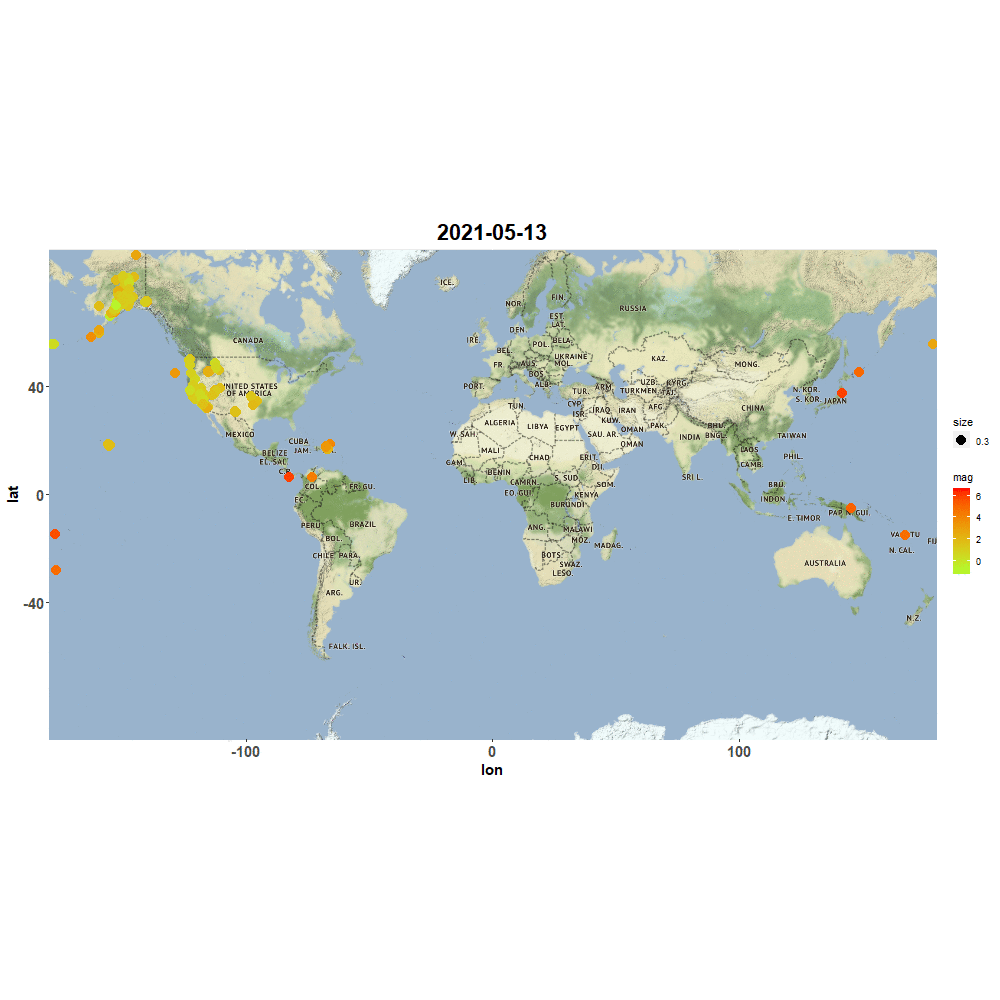 2021-05-13
ICE.
NOR.
FIN.
RUSSIA
EST.
LAT.
DEN.
IRE.
BELA.
CANADA
POL.
BEL.
UKRAINE
KAZ.
FR.
AUS.
MOL.
MONG.
BOS.
UZB.
KYRG.
PORT.
ALB.
TUR.
ARM.
TURKMEN.
TAJ.
N. KOR.
40
UNITED STATES
OF AMERICA
S. KOR.
JAPAN
CYP.
TUN.
ISR.
IRAQ
IRAN
AFG.
CHINA
ALGERIA
LIBYA
EGYPT
KUW.
PAK.
BHU.
MEXICO
W. SAH.
SAU. AR.
OMAN
INDIA
BNGL.
TAIWAN
CUBA
JAM.
MALI
OMAN
LAOS
BELIZE
EL. SAL.
CHAD
ERIT.
PHIL.
GAM.
DJI.
CAMB.
C.R.
BENIN
S. SUD.
SRI L.
size
0.3
LIB.
CAMRN.
SOM.
BRU.
COL.
FR. GU.
EO. GUI.
KENYA
INDON.
mag
lat
0
EC.
BURUNDI
6
PAP. N. GUI.
4
PERU
BRAZIL
ANG.
MALAWI
E. TIMOR
2
BOL.
MOZ.
VA
TU
FIJ
0
MADAG.
N. CAL.
CHILE
PARA.
BOTS.
SWAZ.
AUSTRALIA
LESO.
UR.
ARG.
-40
N.Z.
FALK. ISL.
-100
0
100
lon